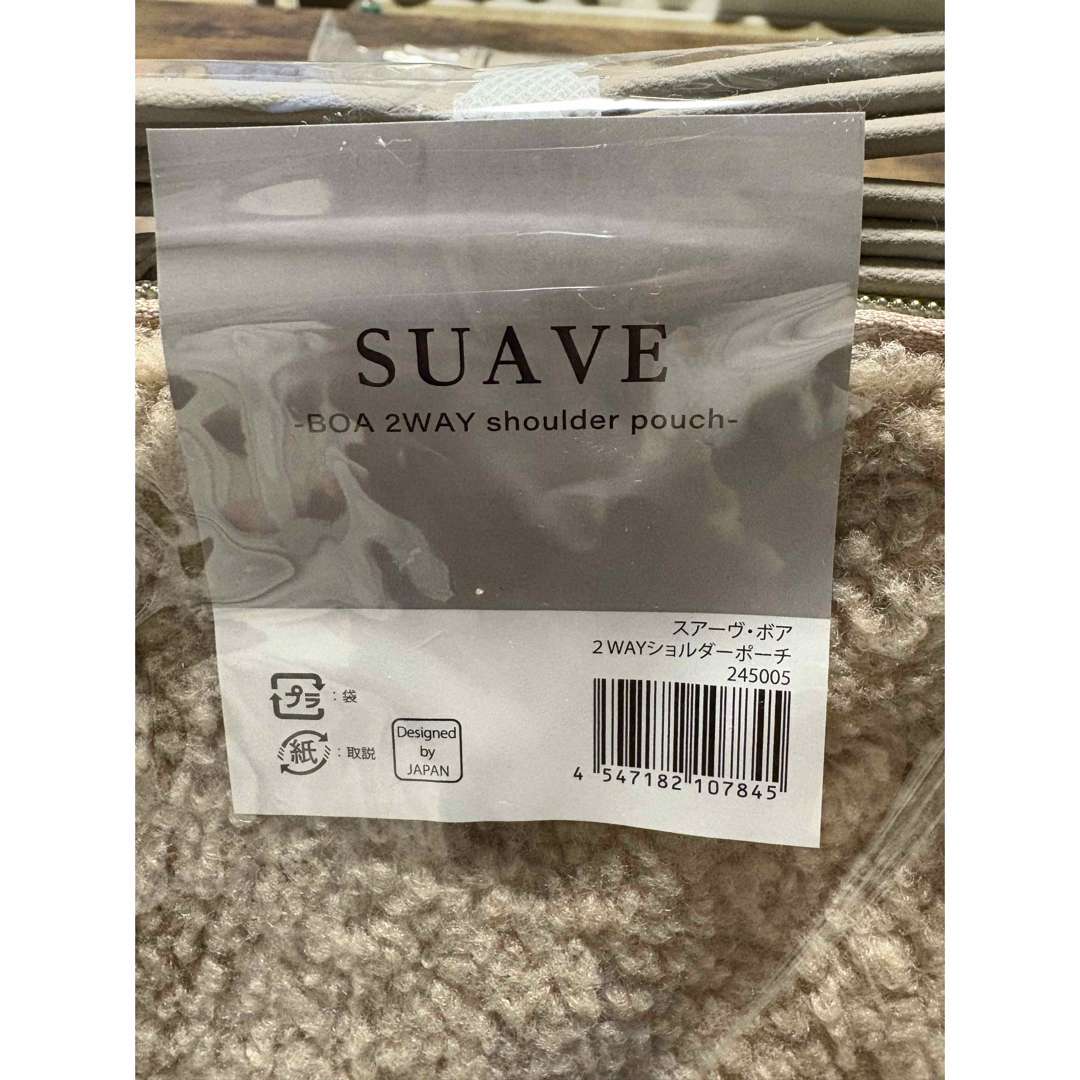 SUAVE
-BOA 2WAY shoulder pouch-
スアーヴ・ボア
2WAYショルダーポーチ
245005
プラ：袋
紙：取説
Designed
by
JAPAN
4 547182 107845